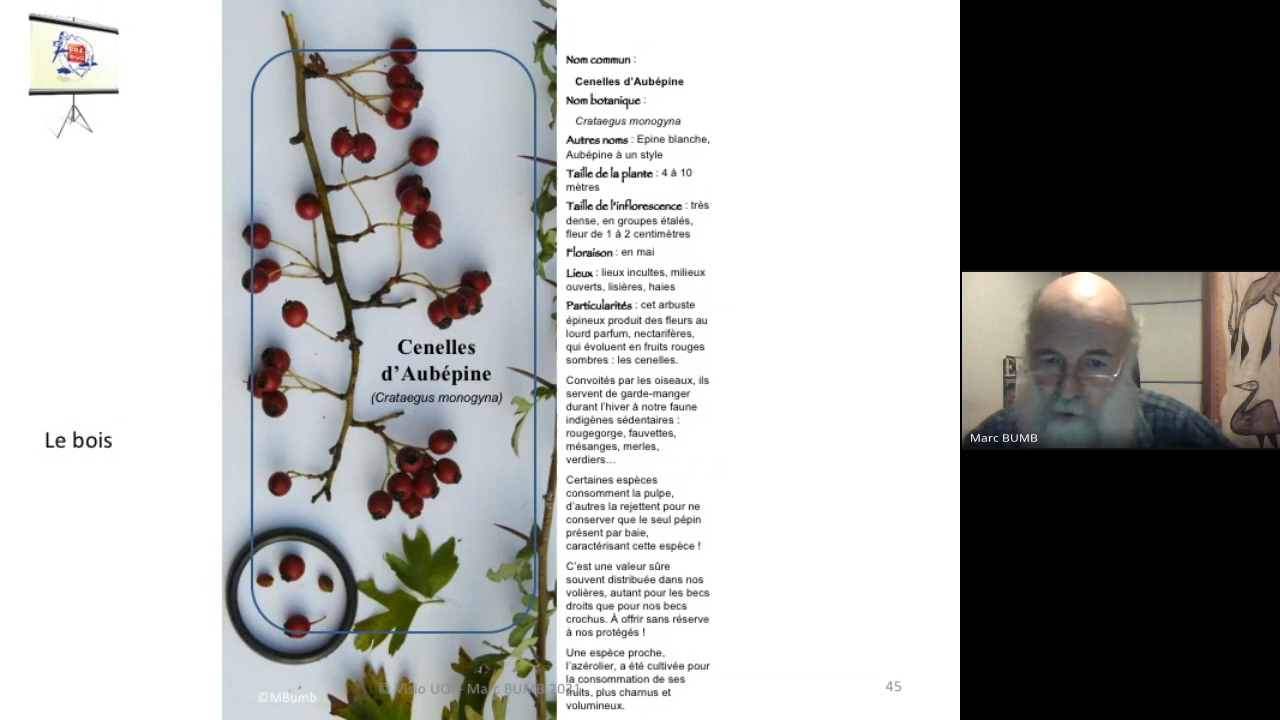 Nom commun :
Cenelles d'Aubépine
Nom botanique :
Crataegus monogyna
Autres noms : Epine blanche,
Aubépine à un style
Taille de la plante : 4 à 10
mètres
Taille de l'inflorescence : très
dense, en groupes étalés,
fleur de 1 à 2 centimètres
Floraison : en mai
Lieux : lieux incultes, milieux
ouverts, lisières, haies
Particularités : cet arbuste
épineux produit des fleurs au
lourd parfum, nectarifères,
qui évoluent en fruits rouges
sombres : les cenelles.
Convoités par les oiseaux, ils
servent de garde-manger
durant l'hiver à notre faune
indigènes sédentaires :
rougegorge, fauvettes,
mésanges, merles,
verdiers...
Certaines espèces
consomment la pulpe,
d'autres la rejettent pour ne
conserver que le seul pépin
présent par baie,
caractérisant cette espèce !
C'est une valeur sûre
souvent distribuée dans nos
volières, autant pour les becs
droits que pour nos becs
crochus. À offrir sans réserve
à nos protégés !
Une espèce proche,
l'azérolier, a été cultivée pour
la consommation de ses
fruits, plus charnus et
volumineux.
Cenelles
d'Aubépine
(Crataegus monogyna)
Le bois
©MBumb
© Visio UOE - Marc BUMB 2021
45
Marc BUMB